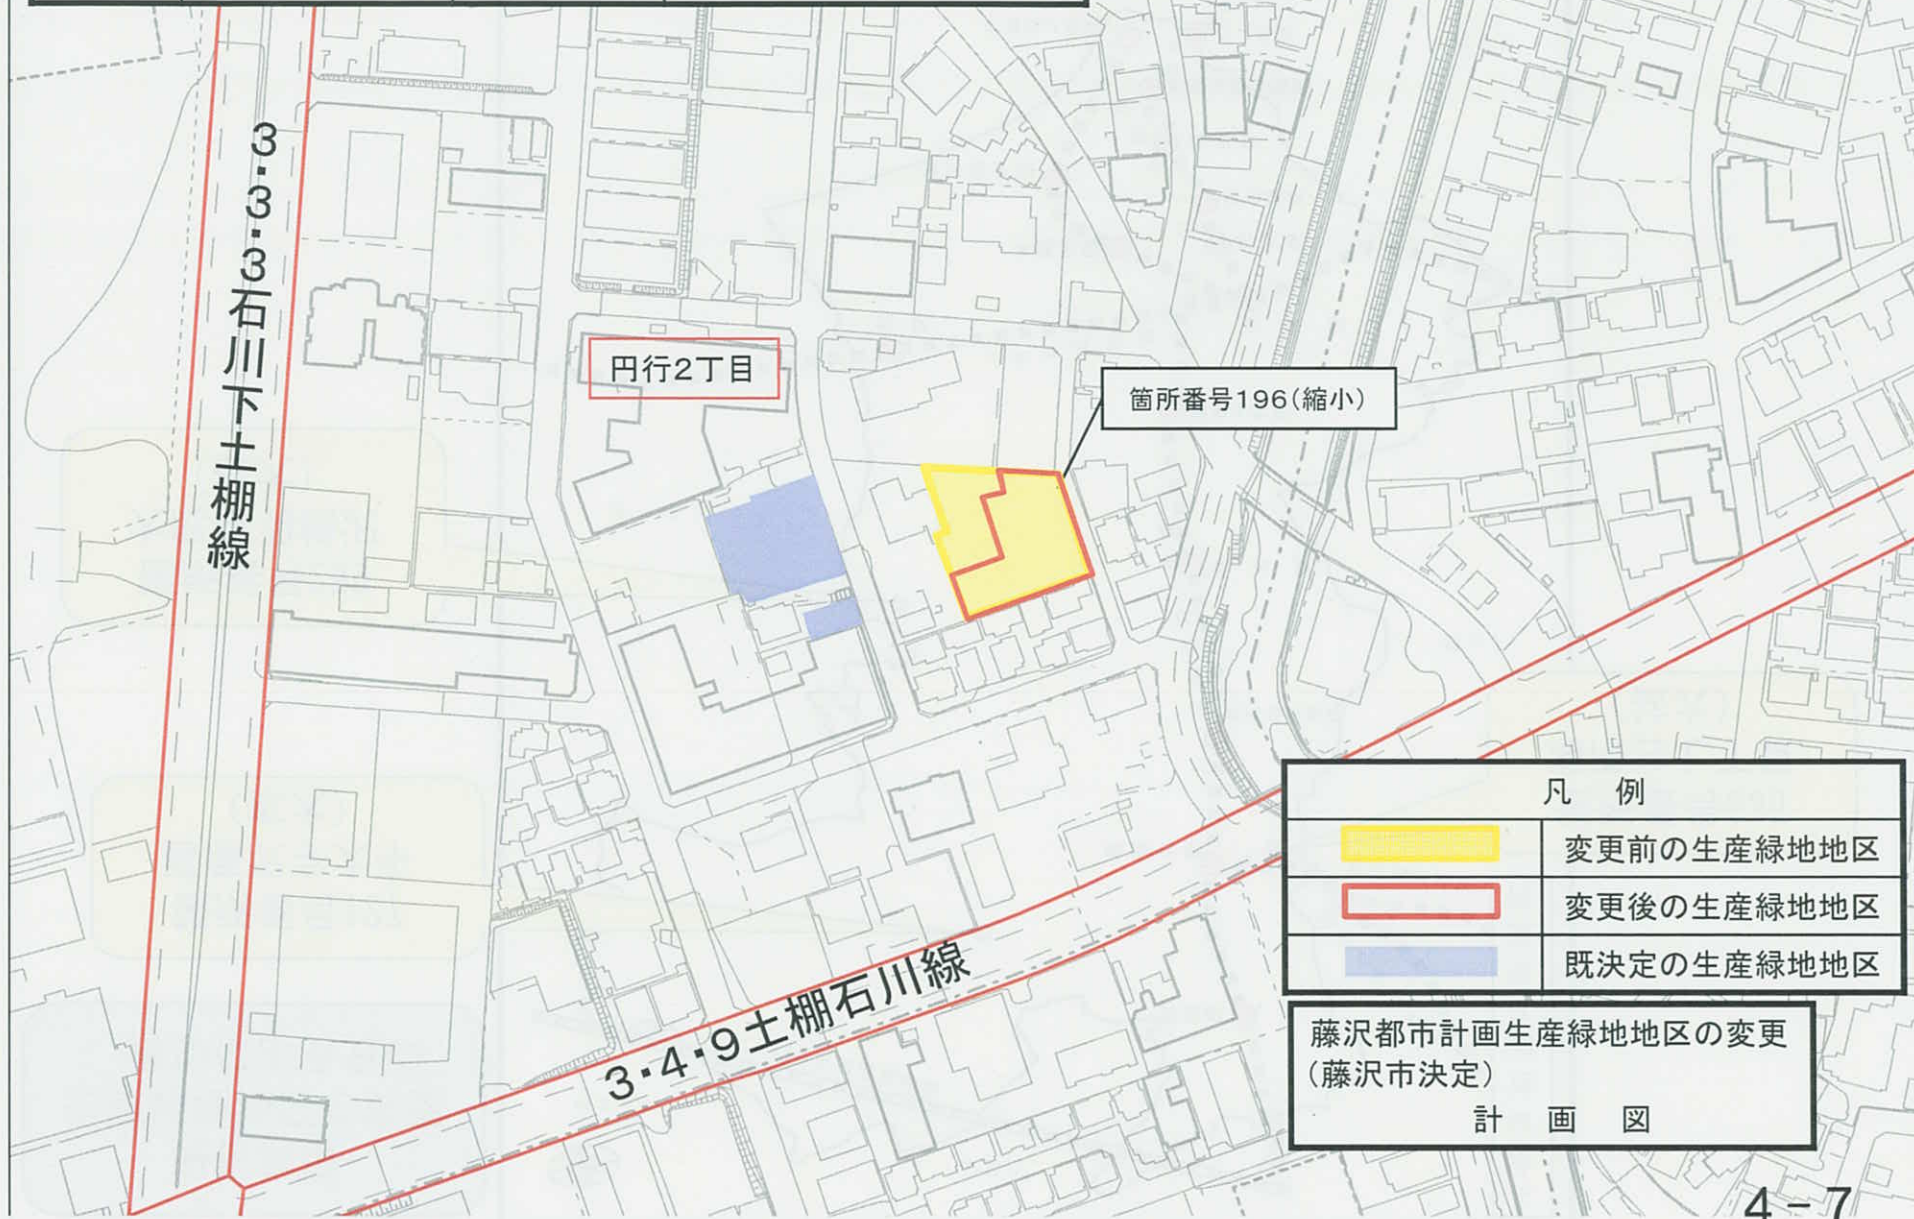 3・3・3石川下土棚線
円行2丁目
箇所番号196(縮小)
3・4・9土棚石川線
凡 例
変更前の生産緑地地区
変更後の生産緑地地区
既決定の生産緑地地区
藤沢都市計画生産緑地地区の変更
(藤沢市決定)
計 画 図
4-7